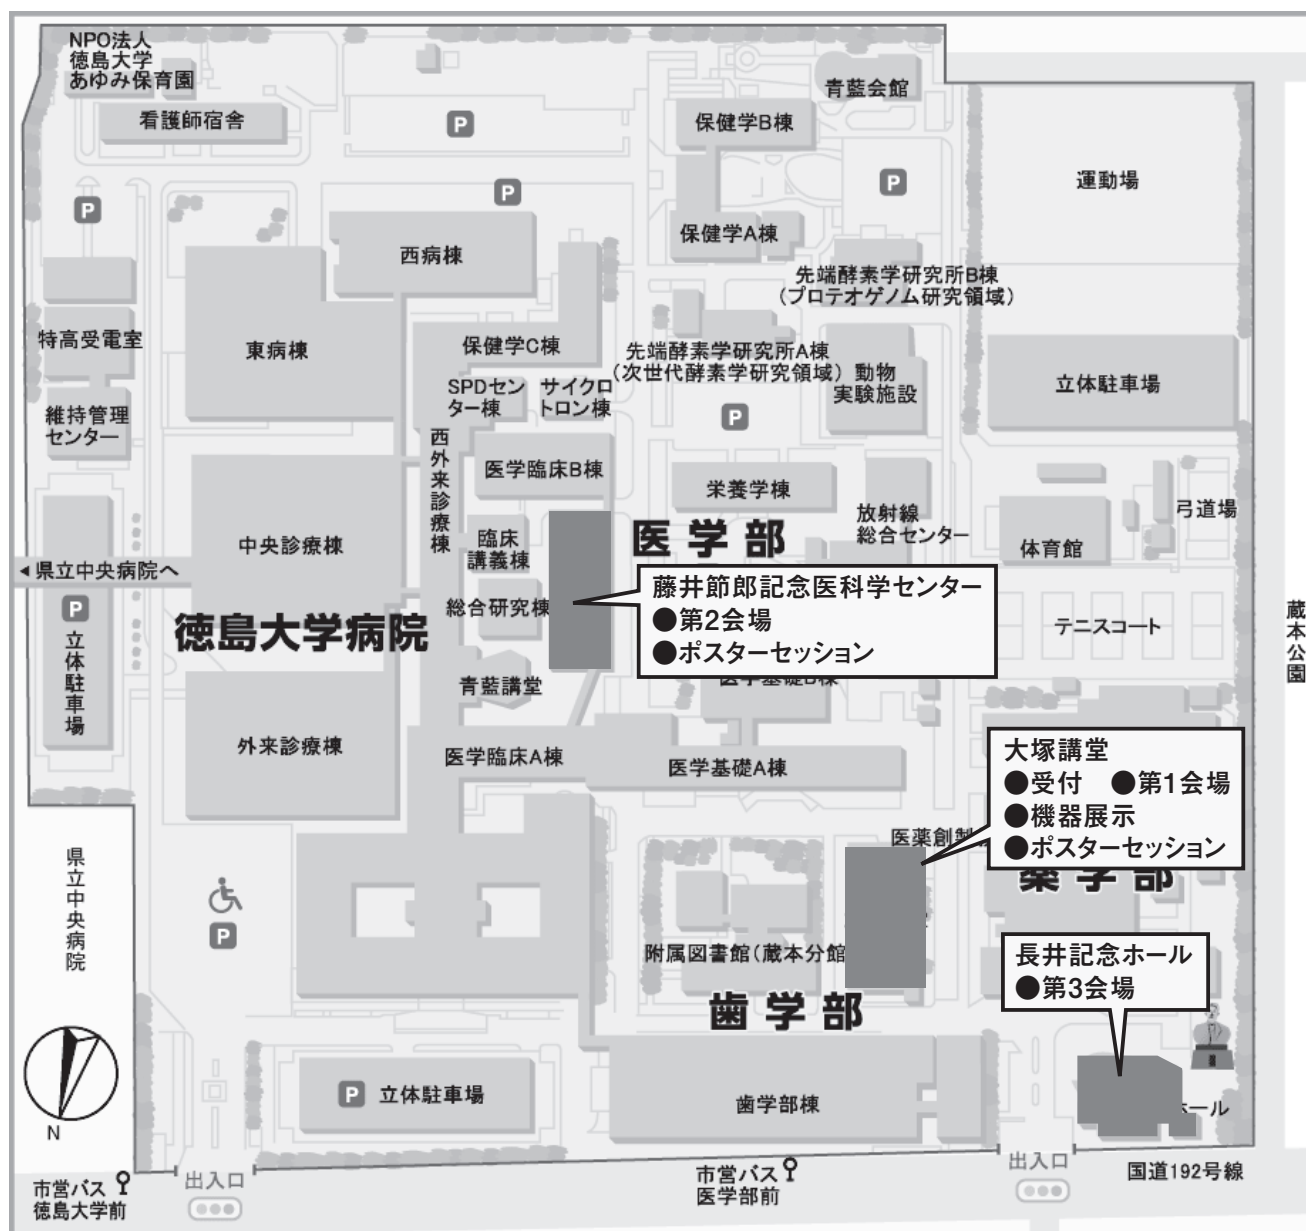 NPO法人
徳島大学
あゆみ保育園
看護師宿舎
P
青藍会館
保健学B棟
P
P
P
運動場
西病棟
保健学A棟
先端酵素学研究所B棟
（プロテオゲノム研究領域）
特高受電室
東病棟
保健学C棟
先端酵素学研究所A棟
（次世代酵素学研究領域）
動物
実験施設
立体駐車場
SPDセン
ター棟
サイクロ
トロン棟
維持管理
センター
P
西外来診療棟
医学臨床B棟
栄養学棟
放射線
総合センター
弓道場
体育館
中央診療棟
臨床
講義棟
医学部
県立中央病院へ
藤井節郎記念医科学センター
●第2会場
●ポスターセッション
P
立体駐車場
徳島大学病院
総合研究棟
テニスコート
蔵本公園
青藍講堂
医学基礎B棟
外来診療棟
医学臨床A棟
医学基礎A棟
大塚講堂
●受付　●第1会場
●機器展示
●ポスターセッション
医薬創製
薬学部
県立中央病院
P
附属図書館（蔵本分館
長井記念ホール
●第3会場
歯学部
N
P
立体駐車場
歯学部棟
ホール
出入口
市営バス
徳島大学前
市営バス
医学部前
出入口
国道192号線